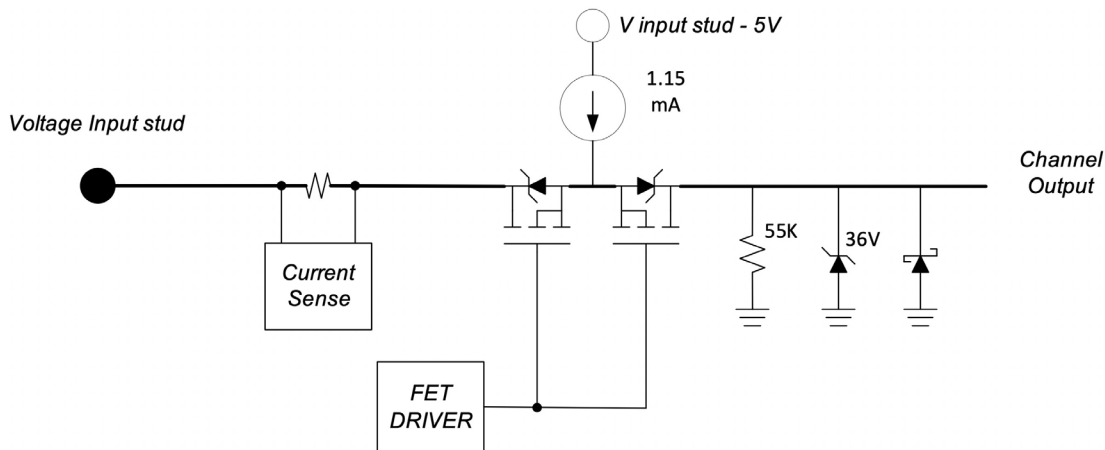 V input stud - 5V
1.15
mA
Voltage Input stud
Channel
Output
55K
36V
Current
Sense
FET
DRIVER